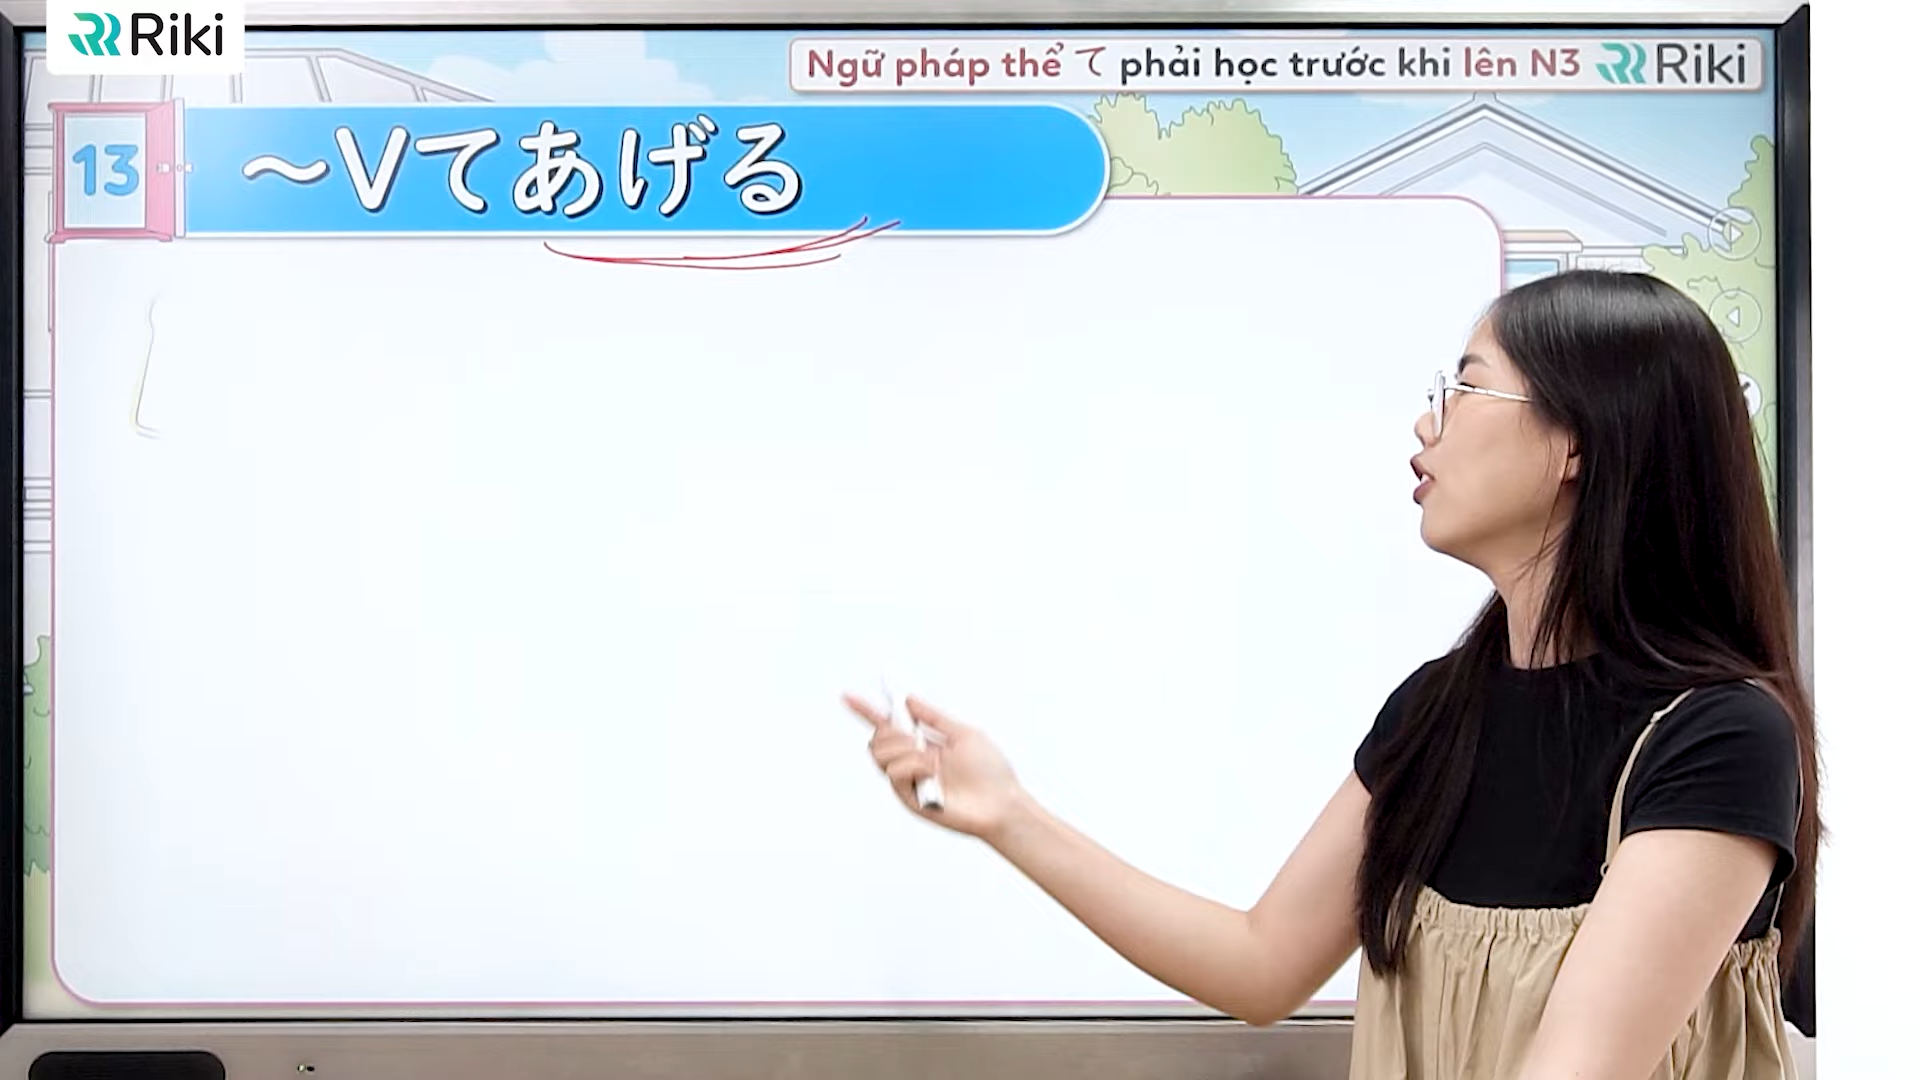 Riki
Ngữ pháp thể て phải học trước khi lên N3 Riki
13 ～Vてあげる